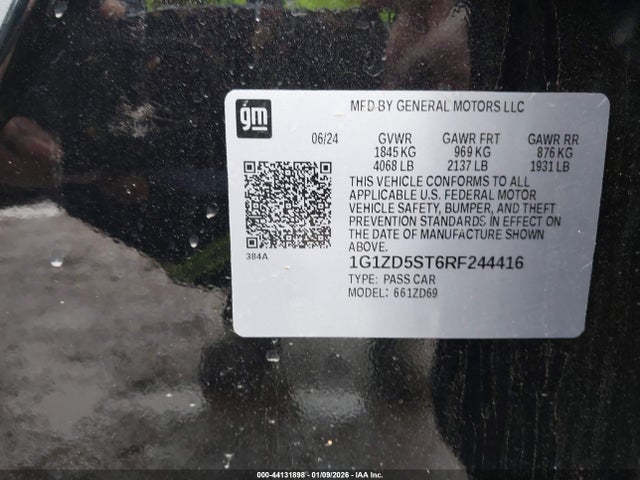 gm
MFD BY GENERAL MOTORS LLC
06/24 GVWR GAWR FRT GAWR RR
1845 KG 969 KG 876 KG
4068 LB 2137 LB 1931 LB
THIS VEHICLE CONFORMS TO ALL
APPLICABLE U.S. FEDERAL MOTOR
VEHICLE SAFETY, BUMPER, AND THEFT
PREVENTION STANDARDS IN EFFECT ON
THE DATE OF MANUFACTURE SHOWN
ABOVE.
384A
1G1ZD5ST6RF244416
TYPE: PASS CAR
MODEL: 661ZD69
000-44131898 - 01/09/2026 - IAA Inc.